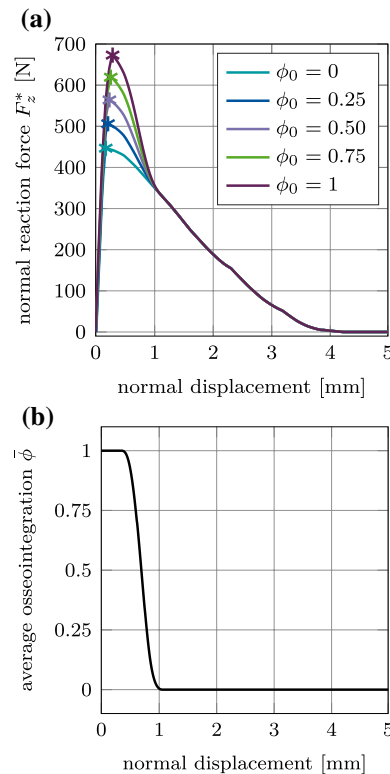 (a)
700
600
500
400
300
200
100
0
normal reaction force F_z^* [N]
ϕ₀ = 0
ϕ₀ = 0.25
ϕ₀ = 0.50
ϕ₀ = 0.75
ϕ₀ = 1
0 1 2 3 4 5
normal displacement [mm]
(b)
1
0.75
0.5
0.25
0
average osseointegration ϕ̄
0 1 2 3 4 5
normal displacement [mm]